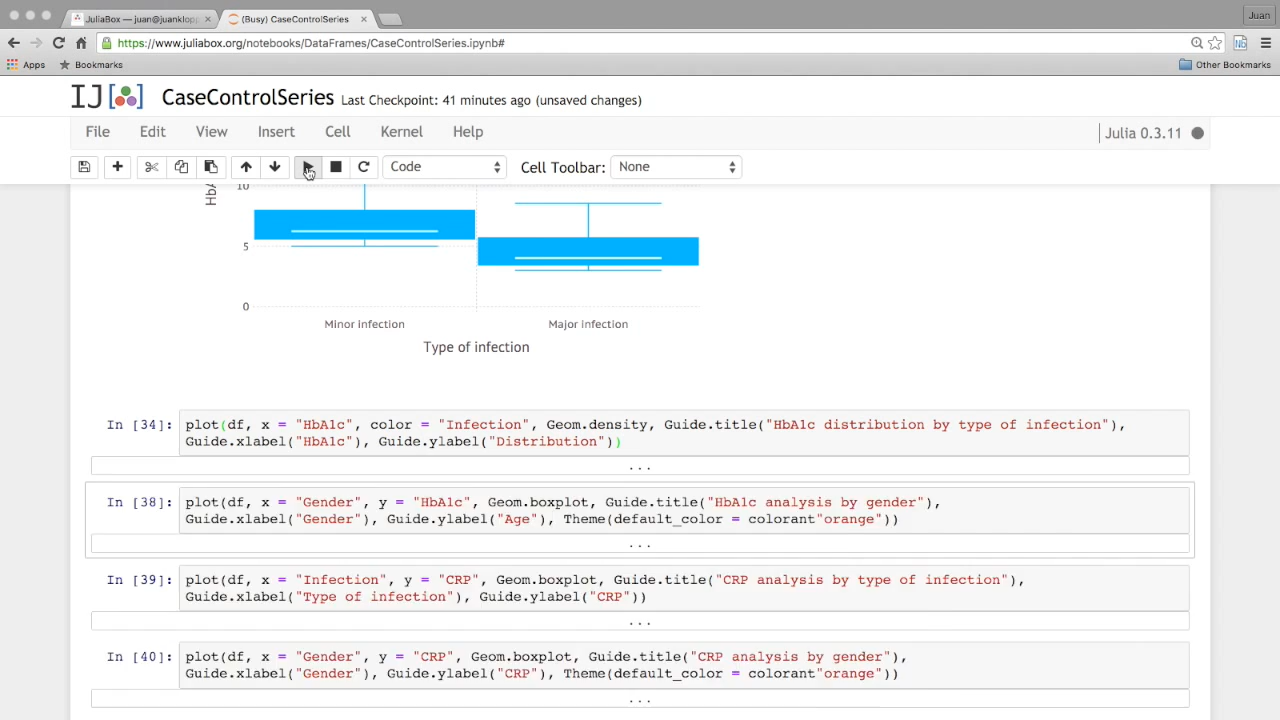 JuliaBox — juan@juanklopp
(Busy) CaseControlSeries
Juan
https://www.juliabox.org/notebooks/DataFrames/CaseControlSeries.ipynb#
Apps
Bookmarks
Other Bookmarks
IJ[ ]
CaseControlSeries Last Checkpoint: 41 minutes ago (unsaved changes)
File Edit View Insert Cell Kernel Help
Julia 0.3.11
Code
Cell Toolbar:
None
HbA
10
5
0
Minor infection
Major infection
Type of infection
In [34]: plot(df, x = "HbA1c", color = "Infection", Geom.density, Guide.title("HbA1c distribution by type of infection"),
Guide.xlabel("HbA1c"), Guide.ylabel("Distribution"))
...
In [38]: plot(df, x = "Gender", y = "HbA1c", Geom.boxplot, Guide.title("HbA1c analysis by gender"),
Guide.xlabel("Gender"), Guide.ylabel("Age"), Theme(default_color = colorant"orange"))
...
In [39]: plot(df, x = "Infection", y = "CRP", Geom.boxplot, Guide.title("CRP analysis by type of infection"),
Guide.xlabel("Type of infection"), Guide.ylabel("CRP"))
...
In [40]: plot(df, x = "Gender", y = "CRP", Geom.boxplot, Guide.title("CRP analysis by gender"),
Guide.xlabel("Gender"), Guide.ylabel("CRP"), Theme(default_color = colorant"orange"))
...